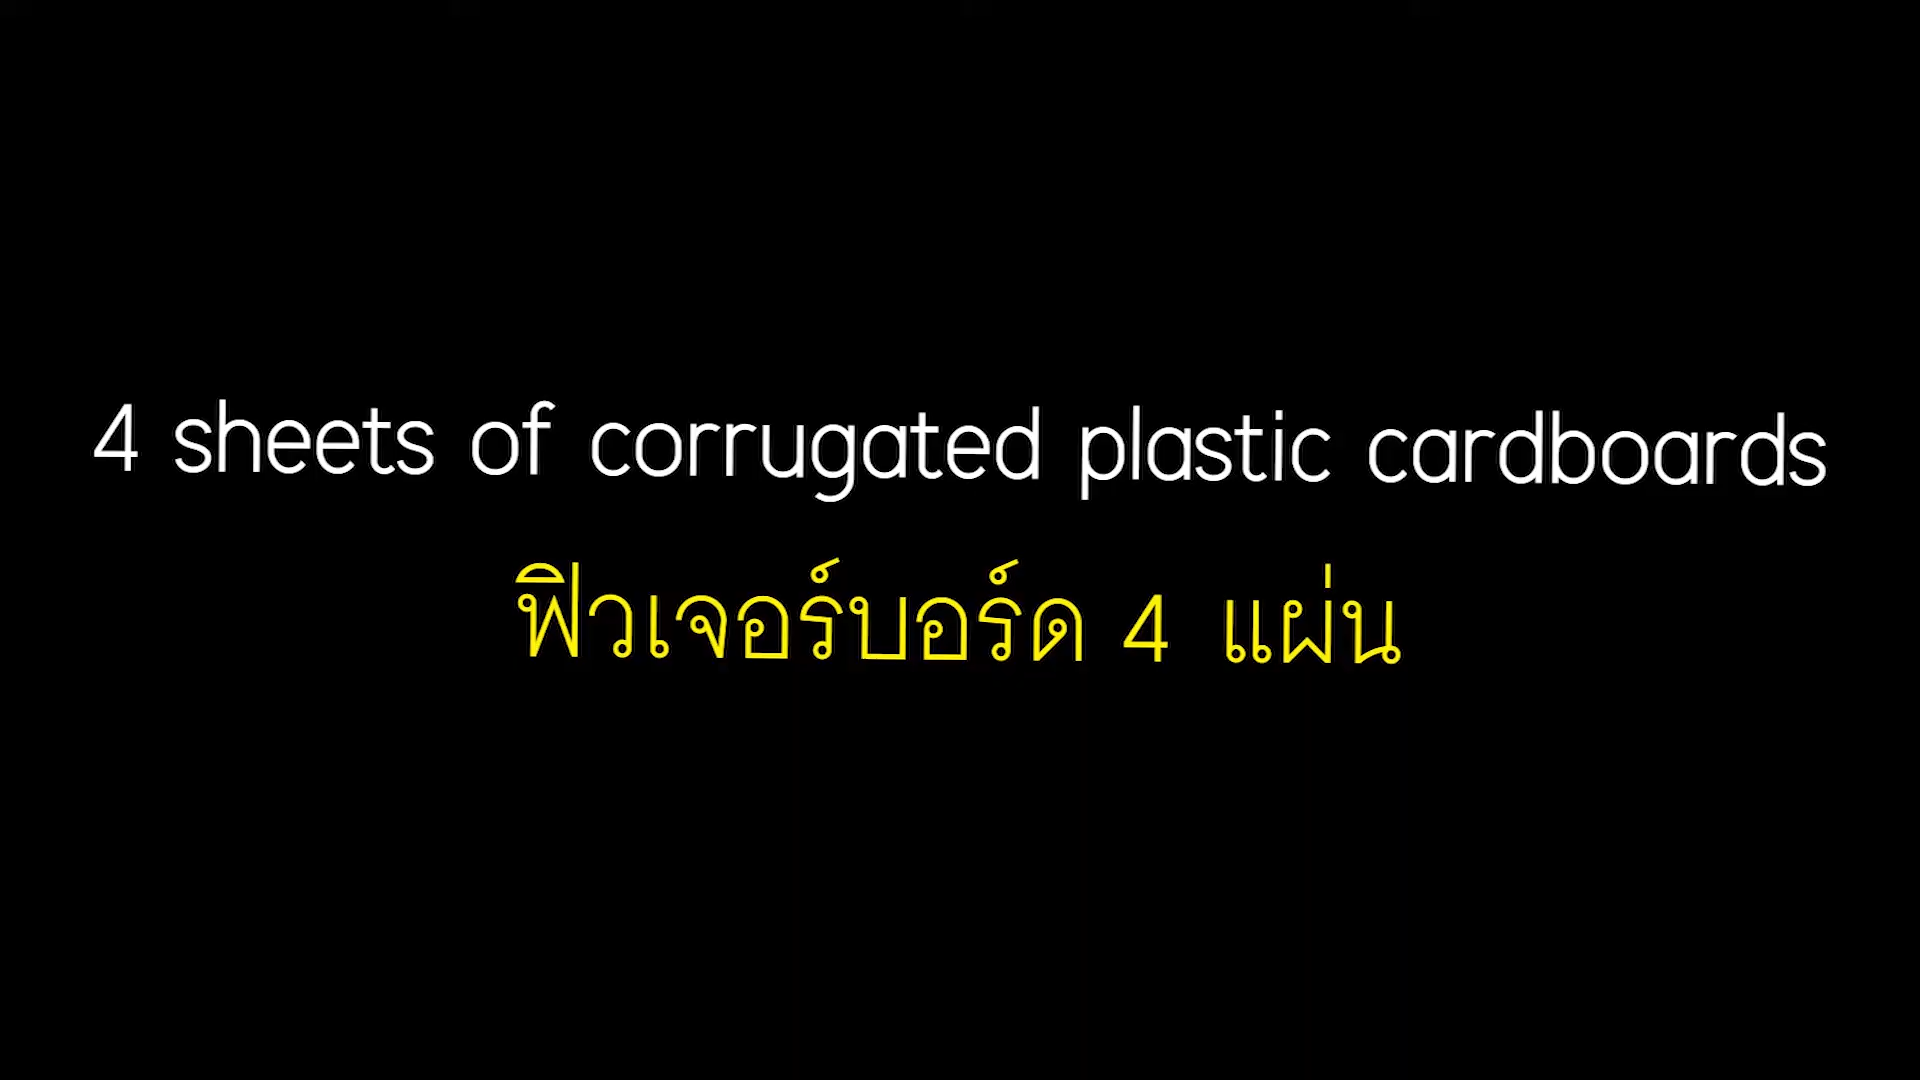 4 sheets of corrugated plastic cardboards
ฟิวเจอร์บอร์ด 4 แผ่น